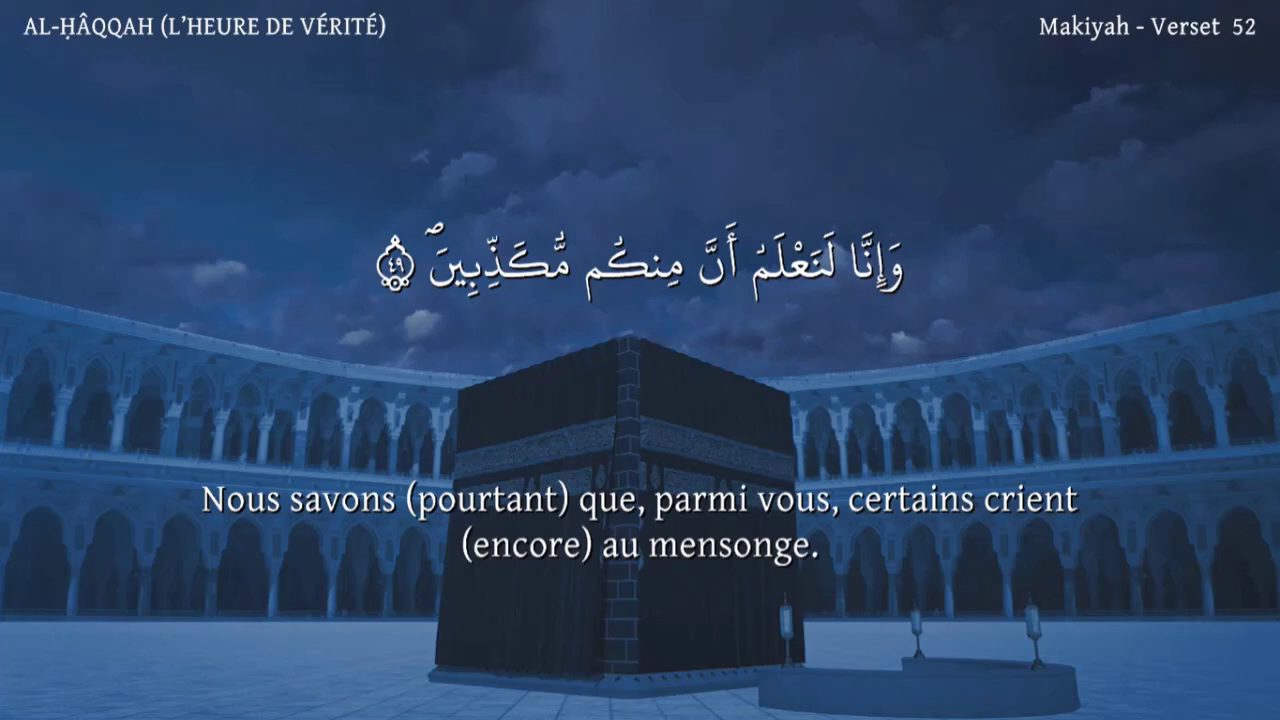 AL-ḤÂQQAH (L’HEURE DE VÉRITÉ)
Makiyah - Verset 52
وَإِنَّا لَنَعْلَمُ أَنَّ مِنكُم مُّكَذِّبِينَ ۖ ٤٩
Nous savons (pourtant) que, parmi vous, certains crient
(encore) au mensonge.